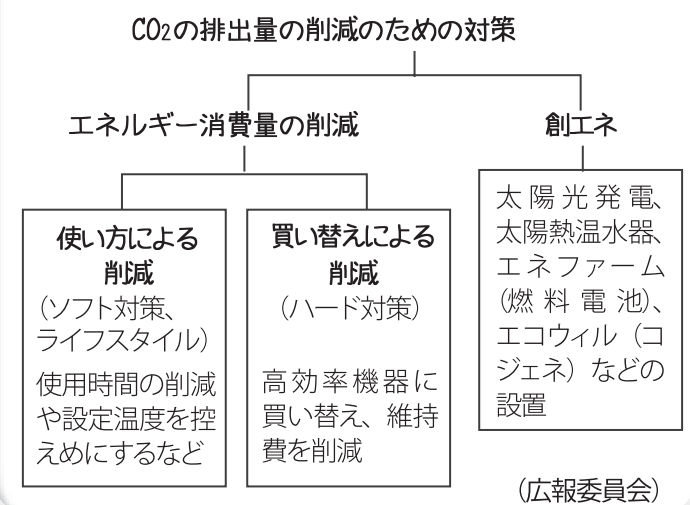 CO2の排出量の削減のための対策
エネルギー消費量の削減
創エネ
使い方による
削減
（ソフト対策、
ライフスタイル）
使用時間の削減
や設定温度を控
えめにするなど
買い替えによる
削減
（ハード対策）
高効率機器に
買い替え、維持
費を削減
太陽光発電、
太陽熱温水器、
エネファーム
（燃料電池）、
エコウィル（コ
ジェネ）などの
設置
（広報委員会）